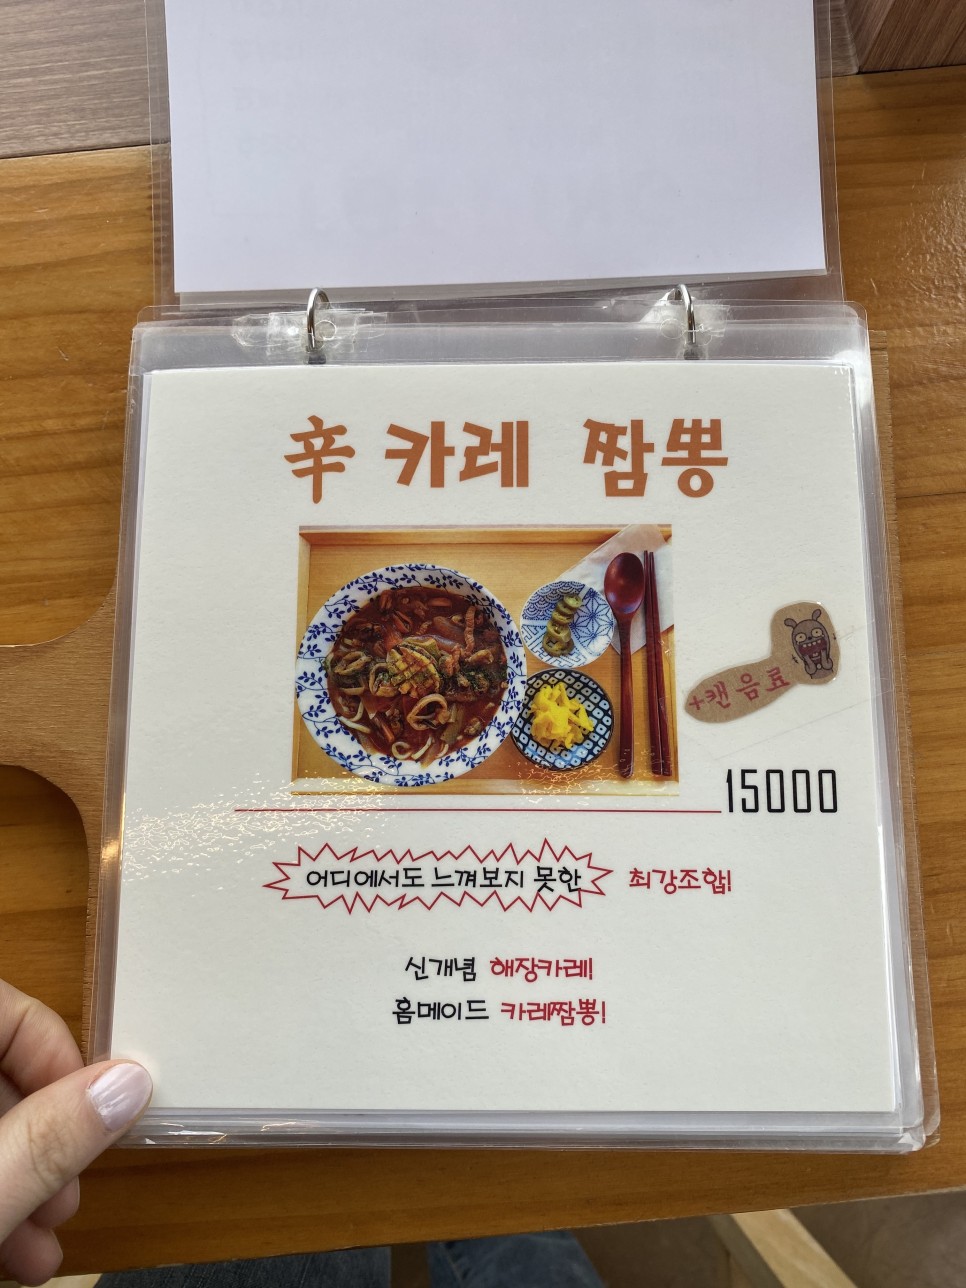 辛 카레 짬뽕
+캔음료
15000
어디에서도 느껴보지 못한 최강조합!
신개념 해장카레!
홈메이드 카레짬뽕!